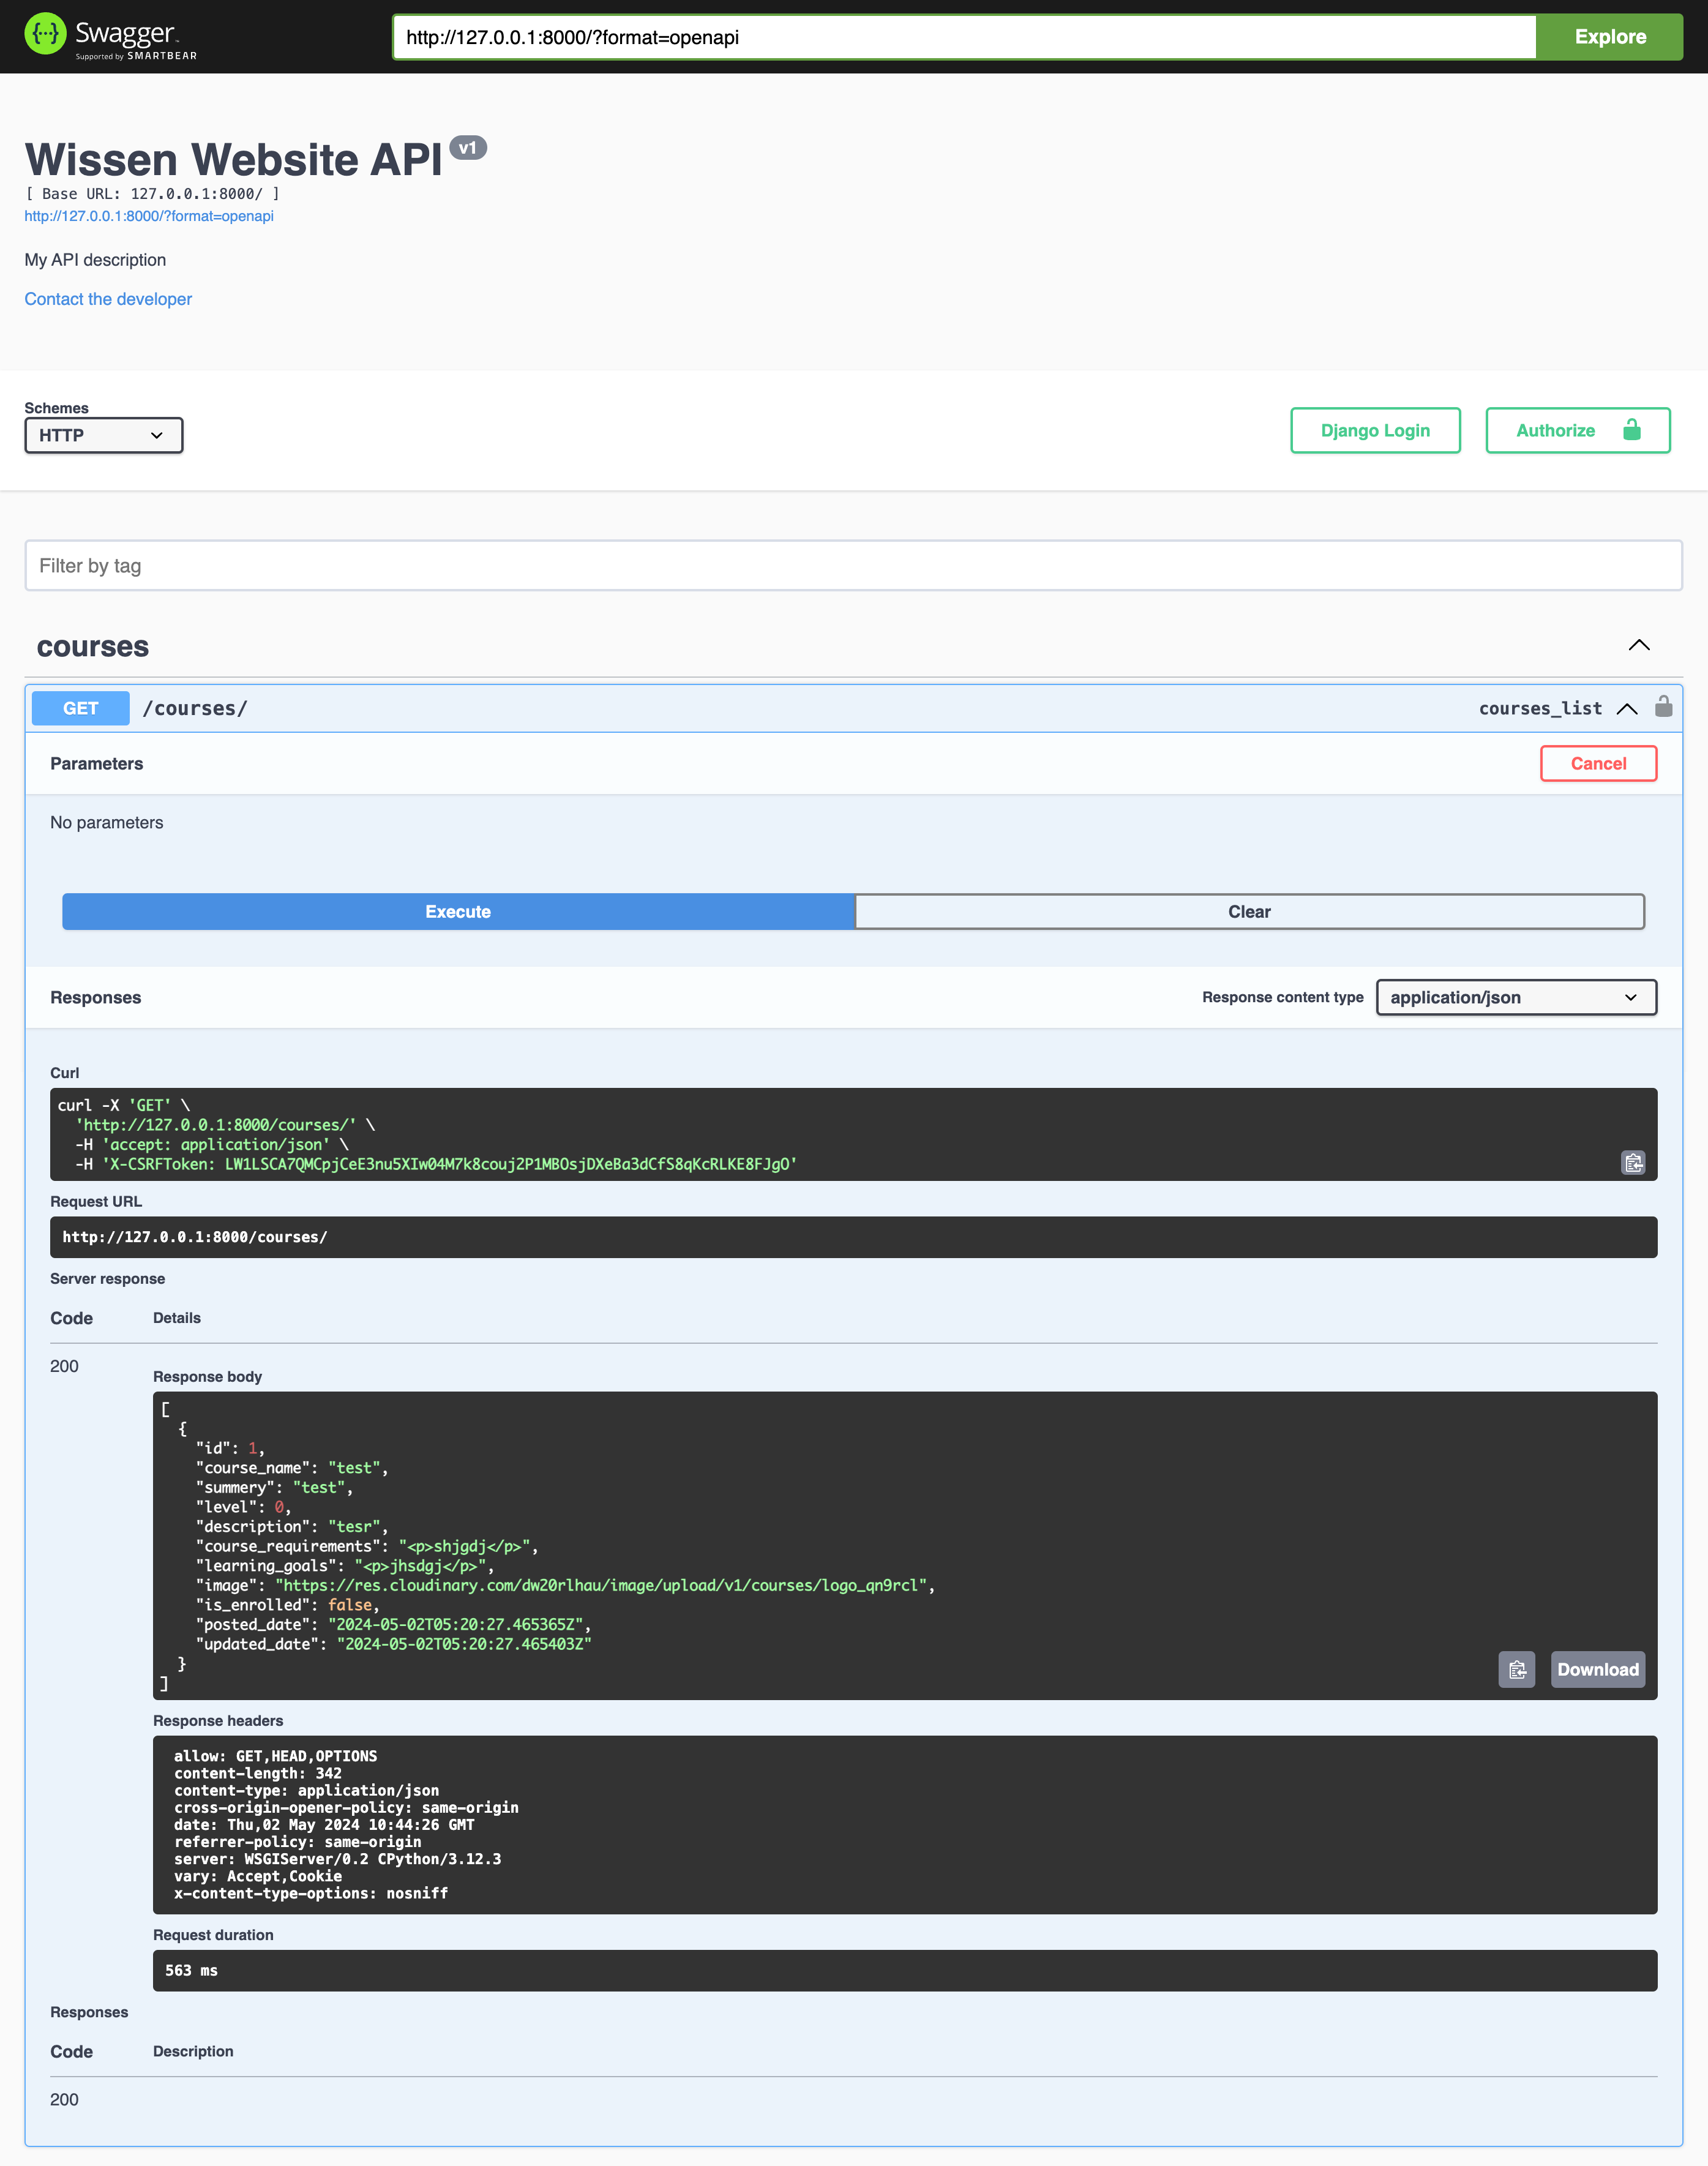 Swagger
Supported by SMARTBEAR
http://127.0.0.1:8000/?format=openapi
Explore
Wissen Website API v1
[ Base URL: 127.0.0.1:8000/ ]
http://127.0.0.1:8000/?format=openapi
My API description
Contact the developer
Schemes
HTTP
Django Login
Authorize
Filter by tag
courses
GET /courses/ courses_list
Parameters
Cancel
No parameters
Execute
Clear
Responses
Response content type
application/json
Curl
curl -X 'GET' \
'http://127.0.0.1:8000/courses/' \
-H 'accept: application/json' \
-H 'X-CSRFToken: LW1LSCA7QMCpjCeE3nu5XIw04M7k8couj2P1MBOsjDXeBa3dCfS8qKcRLKE8FJgO'
Request URL
http://127.0.0.1:8000/courses/
Server response
Code Details
200
Response body
[
{
"id": 1,
"course_name": "test",
"summery": "test",
"level": 0,
"description": "tesr",
"course_requirements": "<p>shjgdj</p>",
"learning_goals": "<p>jhsdgj</p>",
"image": "https://res.cloudinary.com/dw20rlhau/image/upload/v1/courses/logo_qn9rcl",
"is_enrolled": false,
"posted_date": "2024-05-02T05:20:27.465365Z",
"updated_date": "2024-05-02T05:20:27.465403Z"
}
]
Download
Response headers
allow: GET,HEAD,OPTIONS
content-length: 342
content-type: application/json
cross-origin-opener-policy: same-origin
date: Thu,02 May 2024 10:44:26 GMT
referrer-policy: same-origin
server: WSGIServer/0.2 CPython/3.12.3
vary: Accept,Cookie
x-content-type-options: nosniff
Request duration
563 ms
Responses
Code Description
200